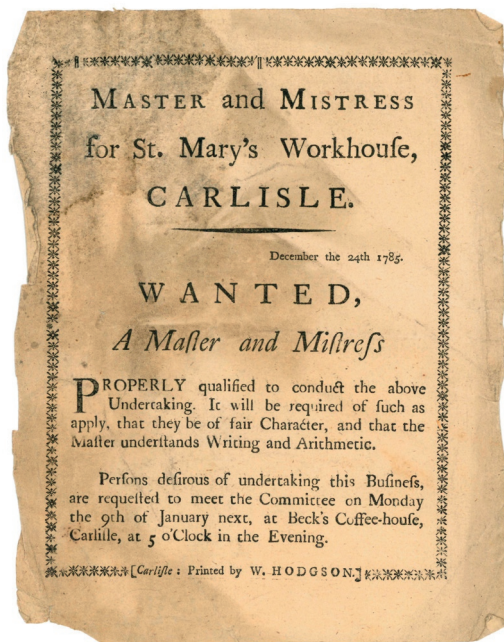 MASTER and MISTRESS
for St. Mary's Workhouſe,
CARLISLE.
December the 24th 1785.
WANTED,
A Maſter and Miſtreſs
PROPERLY qualified to conduct the above
Undertaking. It will be required of ſuch as
apply, that they be of fair Character, and that the
Maſter underſtands Writing and Arithmetic.
Perſons deſirous of undertaking this Buſineſs,
are requeſted to meet the Committee on Monday
the 9th of January next, at Beck's Coffee-houſe,
Carliſle, at 5 o'Clock in the Evening.
[Carliſle: Printed by W. HODGSON.]